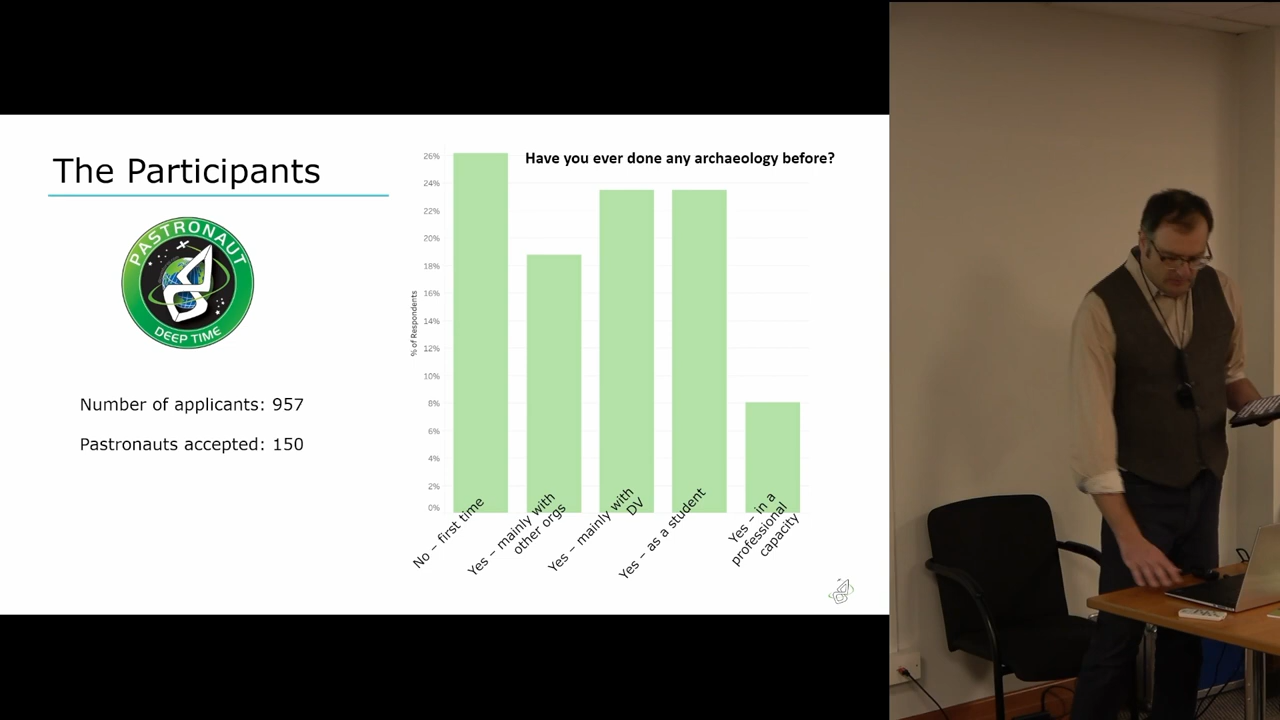 The Participants
PASTRONAUT
DEEP TIME
Number of applicants: 957
Pastronauts accepted: 150
Have you ever done any archaeology before?
% of Respondents
26%
24%
22%
20%
18%
16%
14%
12%
10%
8%
6%
4%
2%
0%
No – first time
Yes – mainly with
other orgs
Yes – mainly with
DV
Yes – as a student
Yes – in a
professional
capacity